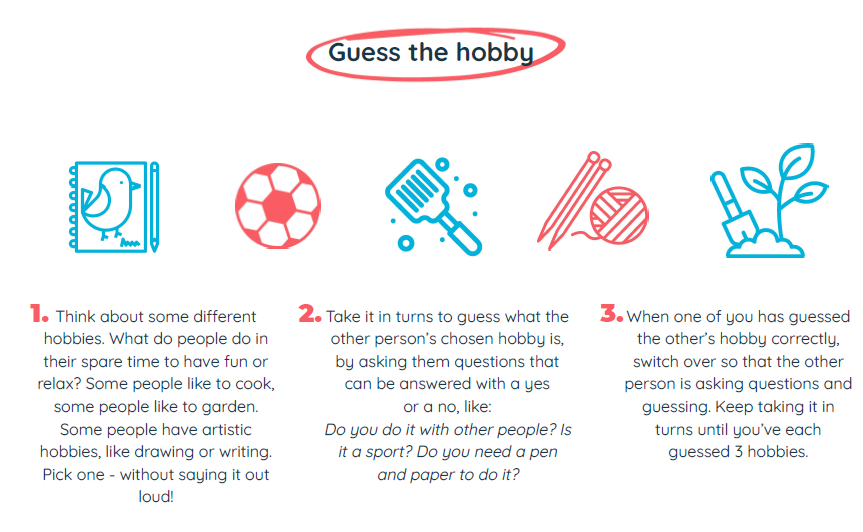 Guess the hobby
1. Think about some different
hobbies. What do people do in
their spare time to have fun or
relax? Some people like to cook,
some people like to garden.
Some people have artistic
hobbies, like drawing or writing.
Pick one - without saying it out
loud!
2. Take it in turns to guess what the
other person's chosen hobby is,
by asking them questions that
can be answered with a yes
or a no, like:
Do you do it with other people? Is
it a sport? Do you need a pen
and paper to do it?
3. When one of you has guessed
the other's hobby correctly,
switch over so that the other
person is asking questions and
guessing. Keep taking it in
turns until you've each
guessed 3 hobbies.